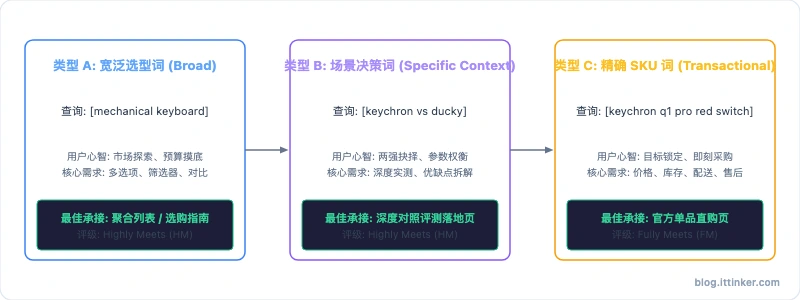 类型 A: 宽泛选型词 (Broad)
查询: [mechanical keyboard]
用户心智: 市场探索、预算摸底
核心需求: 多选项、筛选器、对比
最佳承接: 聚合列表 / 选购指南
评级: Highly Meets (HM)
类型 B: 场景决策词 (Specific Context)
查询: [keychron vs ducky]
用户心智: 两强抉择、参数权衡
核心需求: 深度实测、优缺点拆解
最佳承接: 深度对照评测落地页
评级: Highly Meets (HM)
类型 C: 精确 SKU 词 (Transactional)
查询: [keychron q1 pro red switch]
用户心智: 目标锁定、即刻采购
核心需求: 价格、库存、配送、售后
最佳承接: 官方单品直购页
评级: Fully Meets (FM)
blog.ittinker.com